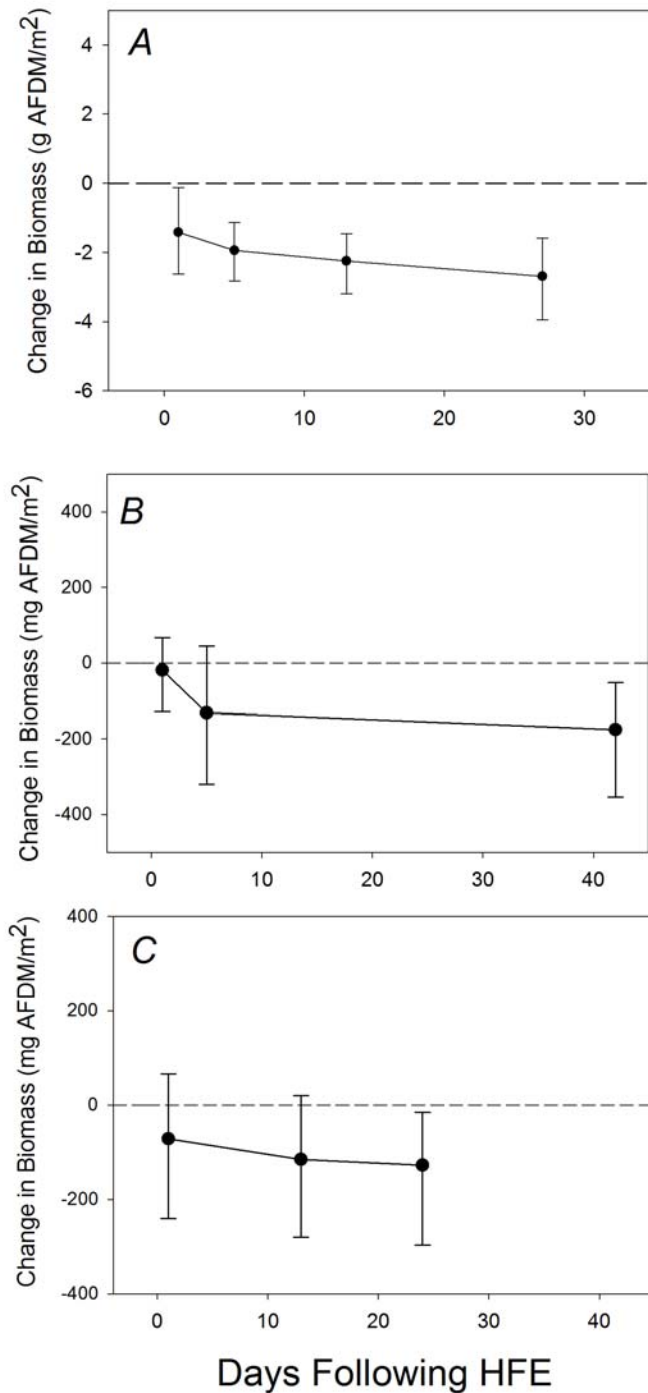 A
Change in Biomass (g AFDM/m²)
4
2
0
-2
-4
-6
0 10 20 30
B
Change in Biomass (mg AFDM/m²)
400
200
0
-200
-400
0 10 20 30 40
C
Change in Biomass (mg AFDM/m²)
400
200
0
-200
-400
0 10 20 30 40
Days Following HFE